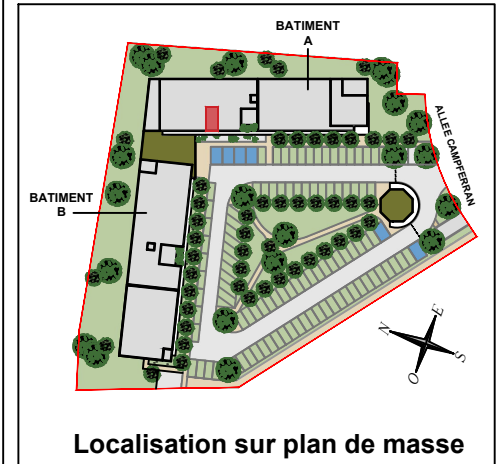 BATIMENT
A
ALLEE CAMPFERRAN
BATIMENT
B
E
N
S
O
Localisation sur plan de masse